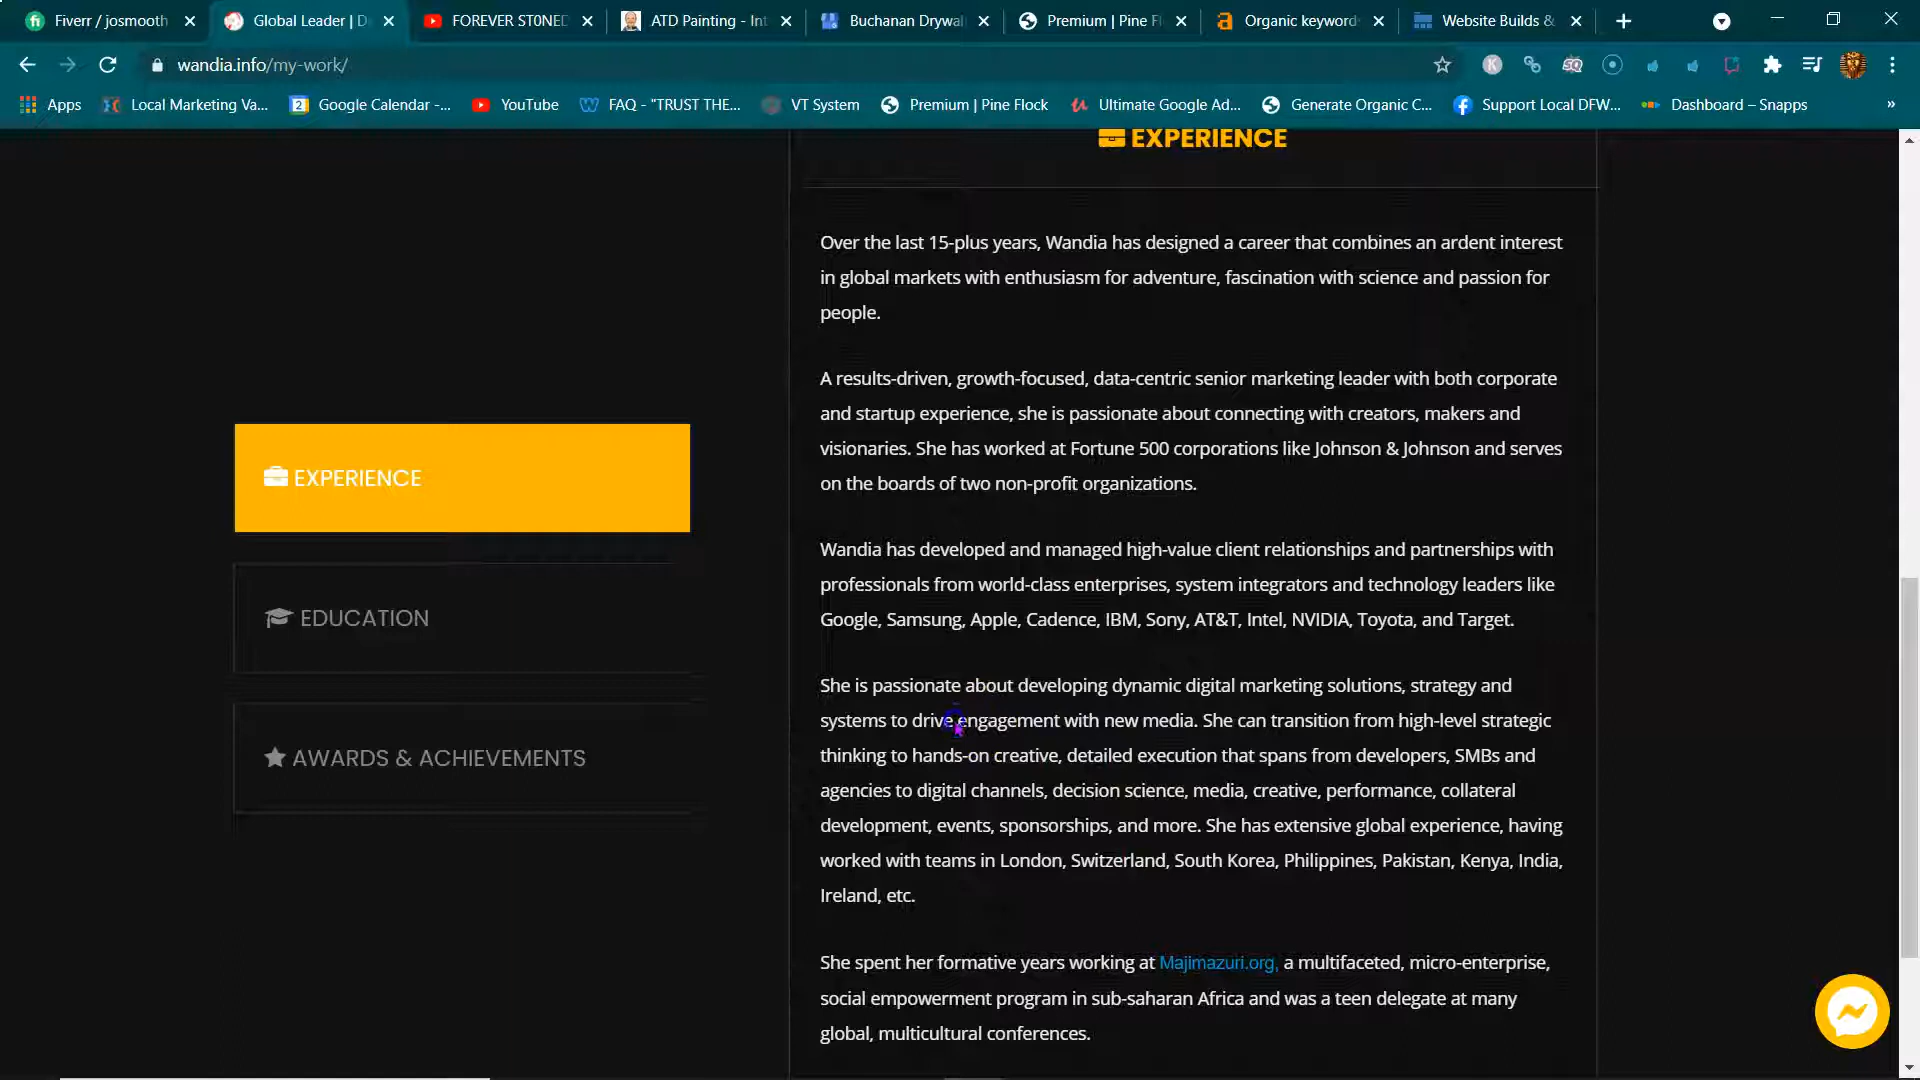 Fiverr / josmooth
Global Leader | D
FOREVER ST0NED
ATD Painting - Int
Buchanan Drywal
Premium | Pine Fl
Organic keyword
Website Builds &
wandia.info/my-work/
Apps
Local Marketing Va...
Google Calendar -...
YouTube
FAQ - "TRUST THE...
VT System
Premium | Pine Flock
Ultimate Google Ad...
Generate Organic C...
Support Local DFW...
Dashboard – Snapps
»
EXPERIENCE
EDUCATION
AWARDS & ACHIEVEMENTS
EXPERIENCE
Over the last 15-plus years, Wandia has designed a career that combines an ardent interest
in global markets with enthusiasm for adventure, fascination with science and passion for
people.
A results-driven, growth-focused, data-centric senior marketing leader with both corporate
and startup experience, she is passionate about connecting with creators, makers and
visionaries. She has worked at Fortune 500 corporations like Johnson & Johnson and serves
on the boards of two non-profit organizations.
Wandia has developed and managed high-value client relationships and partnerships with
professionals from world-class enterprises, system integrators and technology leaders like
Google, Samsung, Apple, Cadence, IBM, Sony, AT&T, Intel, NVIDIA, Toyota, and Target.
She is passionate about developing dynamic digital marketing solutions, strategy and
systems to drive engagement with new media. She can transition from high-level strategic
thinking to hands-on creative, detailed execution that spans from developers, SMBs and
agencies to digital channels, decision science, media, creative, performance, collateral
development, events, sponsorships, and more. She has extensive global experience, having
worked with teams in London, Switzerland, South Korea, Philippines, Pakistan, Kenya, India,
Ireland, etc.
She spent her formative years working at Majimazuri.org, a multifaceted, micro-enterprise,
social empowerment program in sub-saharan Africa and was a teen delegate at many
global, multicultural conferences.